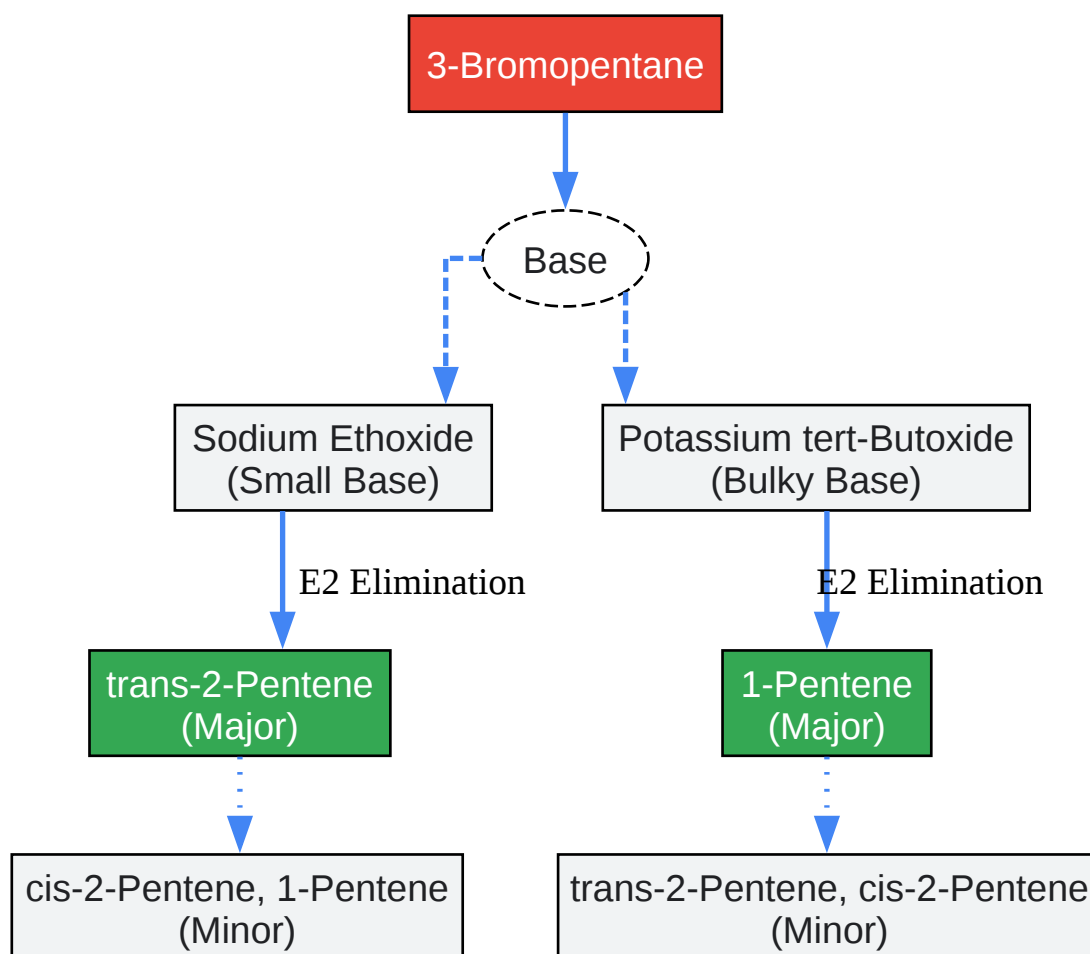 3-Bromopentane
Base
Sodium Ethoxide
(Small Base)
Potassium tert-Butoxide
(Bulky Base)
E2 Elimination
E2 Elimination
trans-2-Pentene
(Major)
1-Pentene
(Major)
cis-2-Pentene, 1-Pentene
(Minor)
trans-2-Pentene, cis-2-Pentene
(Minor)